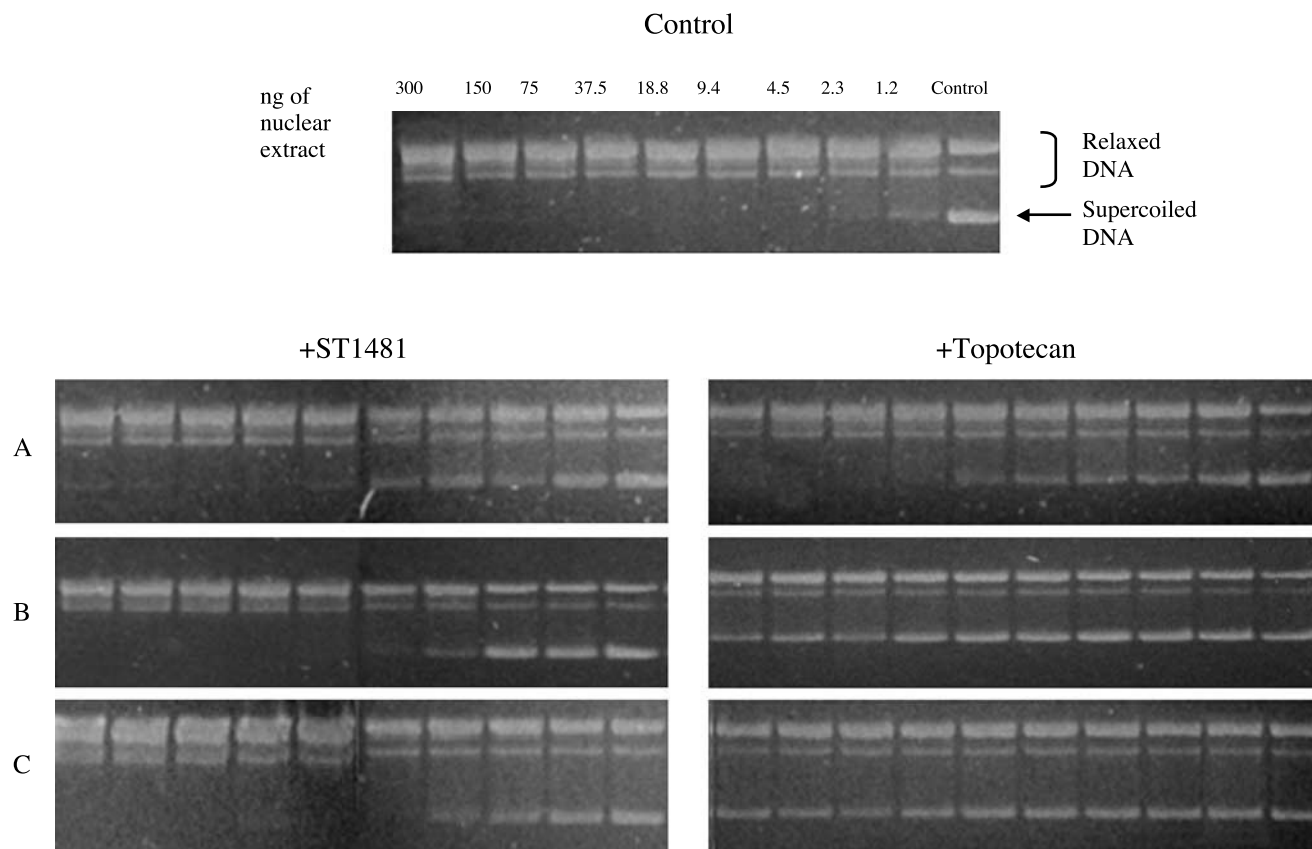 Control
ng of
nuclear
extract
300 150 75 37.5 18.8 9.4 4.5 2.3 1.2 Control
Relaxed
DNA
Supercoiled
DNA
+ST1481
+Topotecan
A
B
C